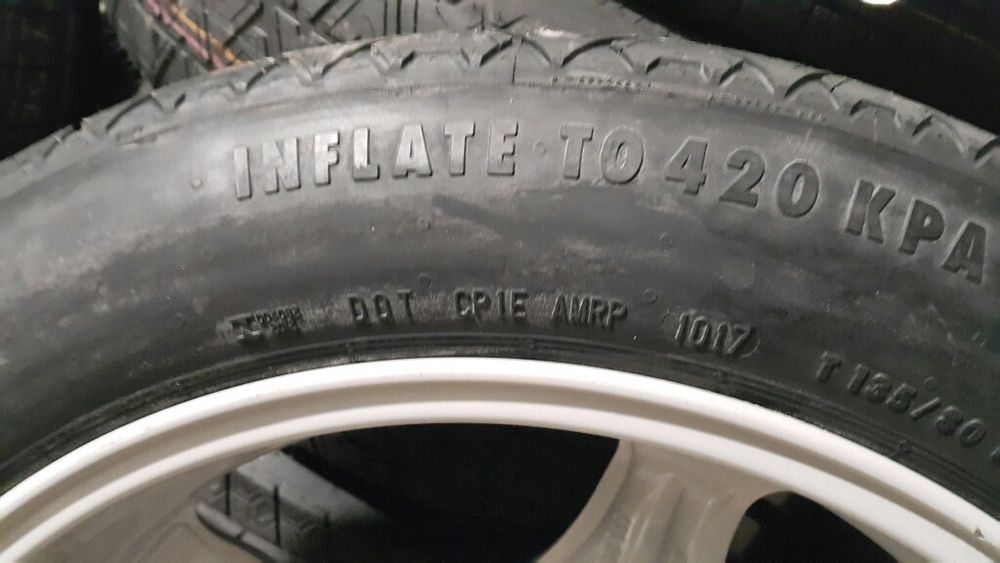 INFLATE TO 420 KPA
DOT CP1E AMRP 1017
T 135/80